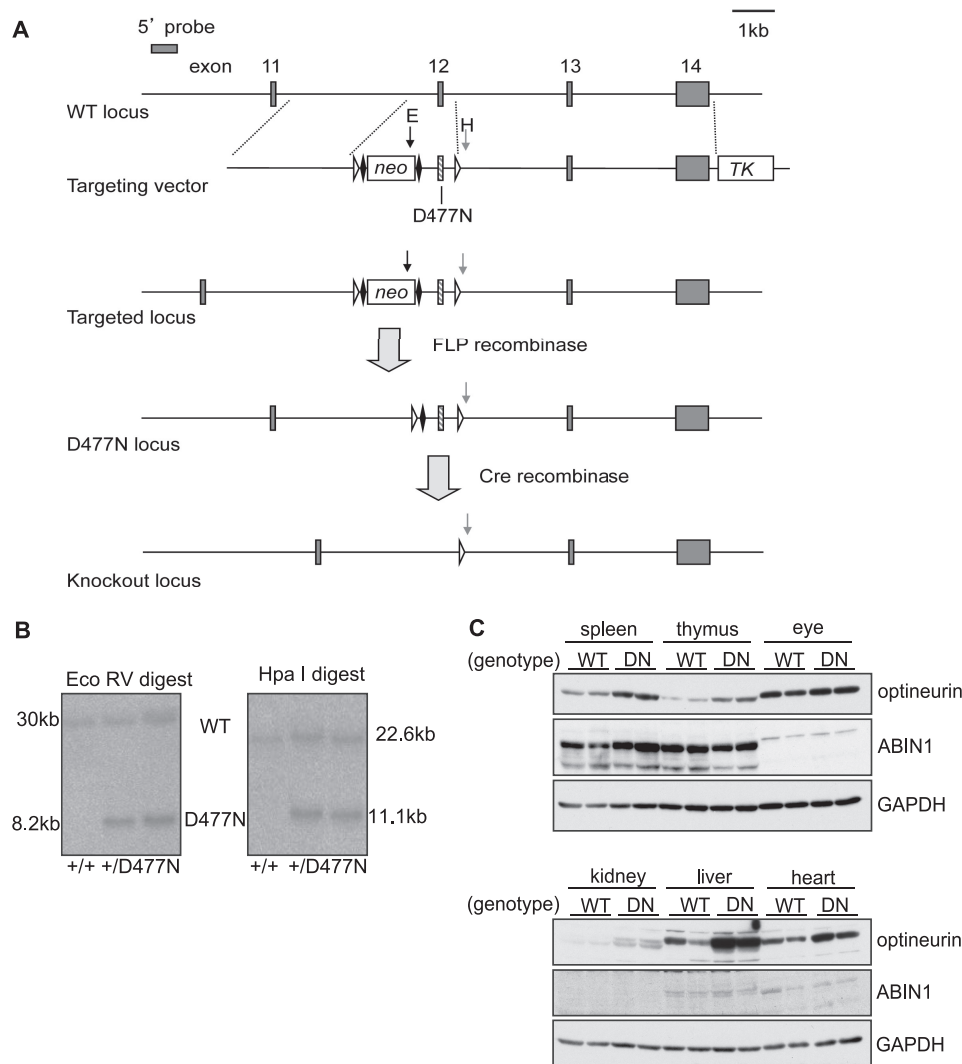 A
5' probe
1kb
exon 11 12 13 14
WT locus
E
H
neo
TK
Targeting vector
D477N
neo
Targeted locus
FLP recombinase
D477N locus
Cre recombinase
Knockout locus
B
Eco RV digest
Hpa I digest
30kb
WT
22.6kb
8.2kb
D477N
11.1kb
+/+ +/D477N
+/+ +/D477N
C
spleen thymus eye
(genotype) WT DN WT DN WT DN
optineurin
ABIN1
GAPDH
kidney liver heart
(genotype) WT DN WT DN WT DN
optineurin
ABIN1
GAPDH